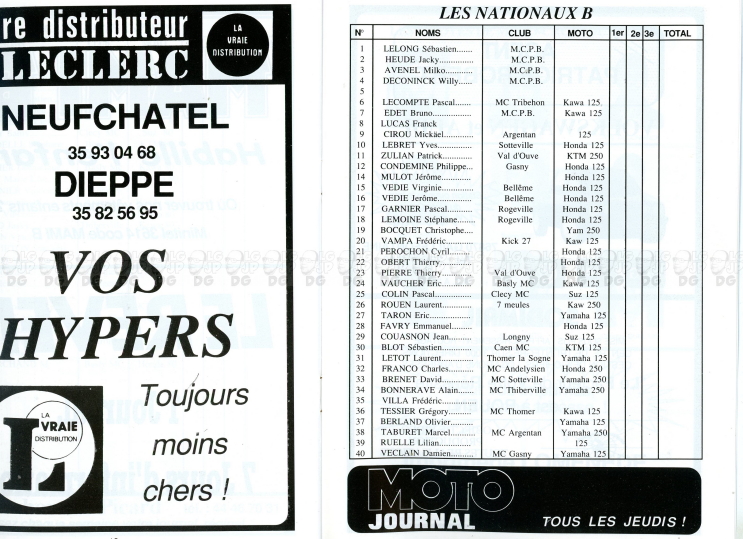 re distributeur
LECLERC
LA
VRAIE
DISTRIBUTION
NEUFCHATEL
35 93 04 68
DIEPPE
35 82 56 95
VOS
HYPERS
LA
VRAIE
DISTRIBUTION
Toujours
moins
chers !
LES NATIONAUX B
N° NOMS CLUB MOTO 1er 2e 3e TOTAL
1 LELONG Sébastien....... M.C.P.B.
2 HEUDE Jacky............... M.C.P.B.
3 AVENEL Milko............. M.C.P.B.
4 DECONINCK Willy..... M.C.P.B.
5
6 LECOMPTE Pascal....... MC Tribehon Kawa 125.
7 EDET Bruno................. M.C.P.B. Kawa 125
8 LUCAS Franck
9 CIROU Mickäel............ Argentan 125
10 LEBRET Yves............... Sotteville Honda 125
11 ZULIAN Patrick............ Val d'Ouve KTM 250
12 CONDEMINE Philippe... Gasny Honda 125
14 MULOT Jérôme............. Honda 125
15 VEDIE Virginie............. Bellême Honda 125
16 VEDIE Jerôme.............. Bellême Honda 125
17 GARNIER Pascal.......... Rogeville Honda 125
18 LEMOINE Stéphane....... Rogeville Honda 125
19 BOCQUET Christophe.... Yam 250
20 VAMPA Frédéric........... Kick 27 Kaw 125
21 PEROCHON Cyril......... Honda 125
22 OBERT Thierry............. Honda 125
23 PIERRE Thierry............ Val d'Ouve Honda 125
24 VAUCHER Eric............. Basly MC Kawa 125
25 COLIN Pascal............... Clecy MC Suz 125
26 ROUEN Laurent............ 7 meules Kaw 250
27 TARON Eric................. Yamaha 125
28 FAVRY Emmanuel........ Honda 125
29 COUASNON Jean......... Longny Suz 125
30 BLOT Sébastien............ Caen MC KTM 125
31 LETOT Laurent............. Thomer la Sogne Yamaha 125
32 FRANCO Charles.......... MC Andelysien Honda 250
33 BRENET David............. MC Sotteville Yamaha 250
34 BONNERAVE Alain...... MC Thiberville Yamaha 250
35 VILLA Frédéric.............
36 TESSIER Grégory......... MC Thomer Kawa 125
37 BERLAND Olivier......... Yamaha 125
38 TABURET Marcel......... MC Argentan Yamaha 250
39 RUELLE Lilian.............. 125
40 VECLAIN Damien......... MC Gasny Yamaha 125
MOTO
JOURNAL
TOUS LES JEUDIS !